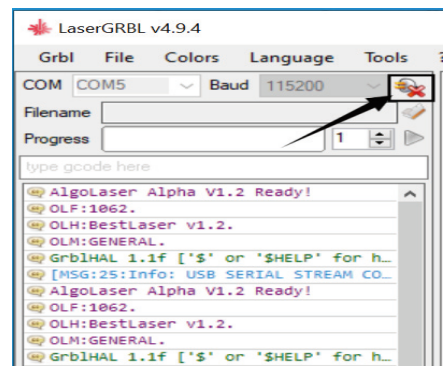 LaserGRBL v4.9.4
Grbl File Colors Language Tools ?
COM COM5 Baud 115200
Filename
Progress 1
type gcode here
AlgoLaser Alpha V1.2 Ready!
OLF:1062.
OLH:BestLaser v1.2.
OLM:GENERAL.
GrblHAL 1.1f ['$' or '$HELP' for h…
[MSG:25:Info: USB SERIAL STREAM CO…
AlgoLaser Alpha V1.2 Ready!
OLF:1062.
OLH:BestLaser v1.2.
OLM:GENERAL.
GrblHAL 1.1f ['$' or '$HELP' for h…